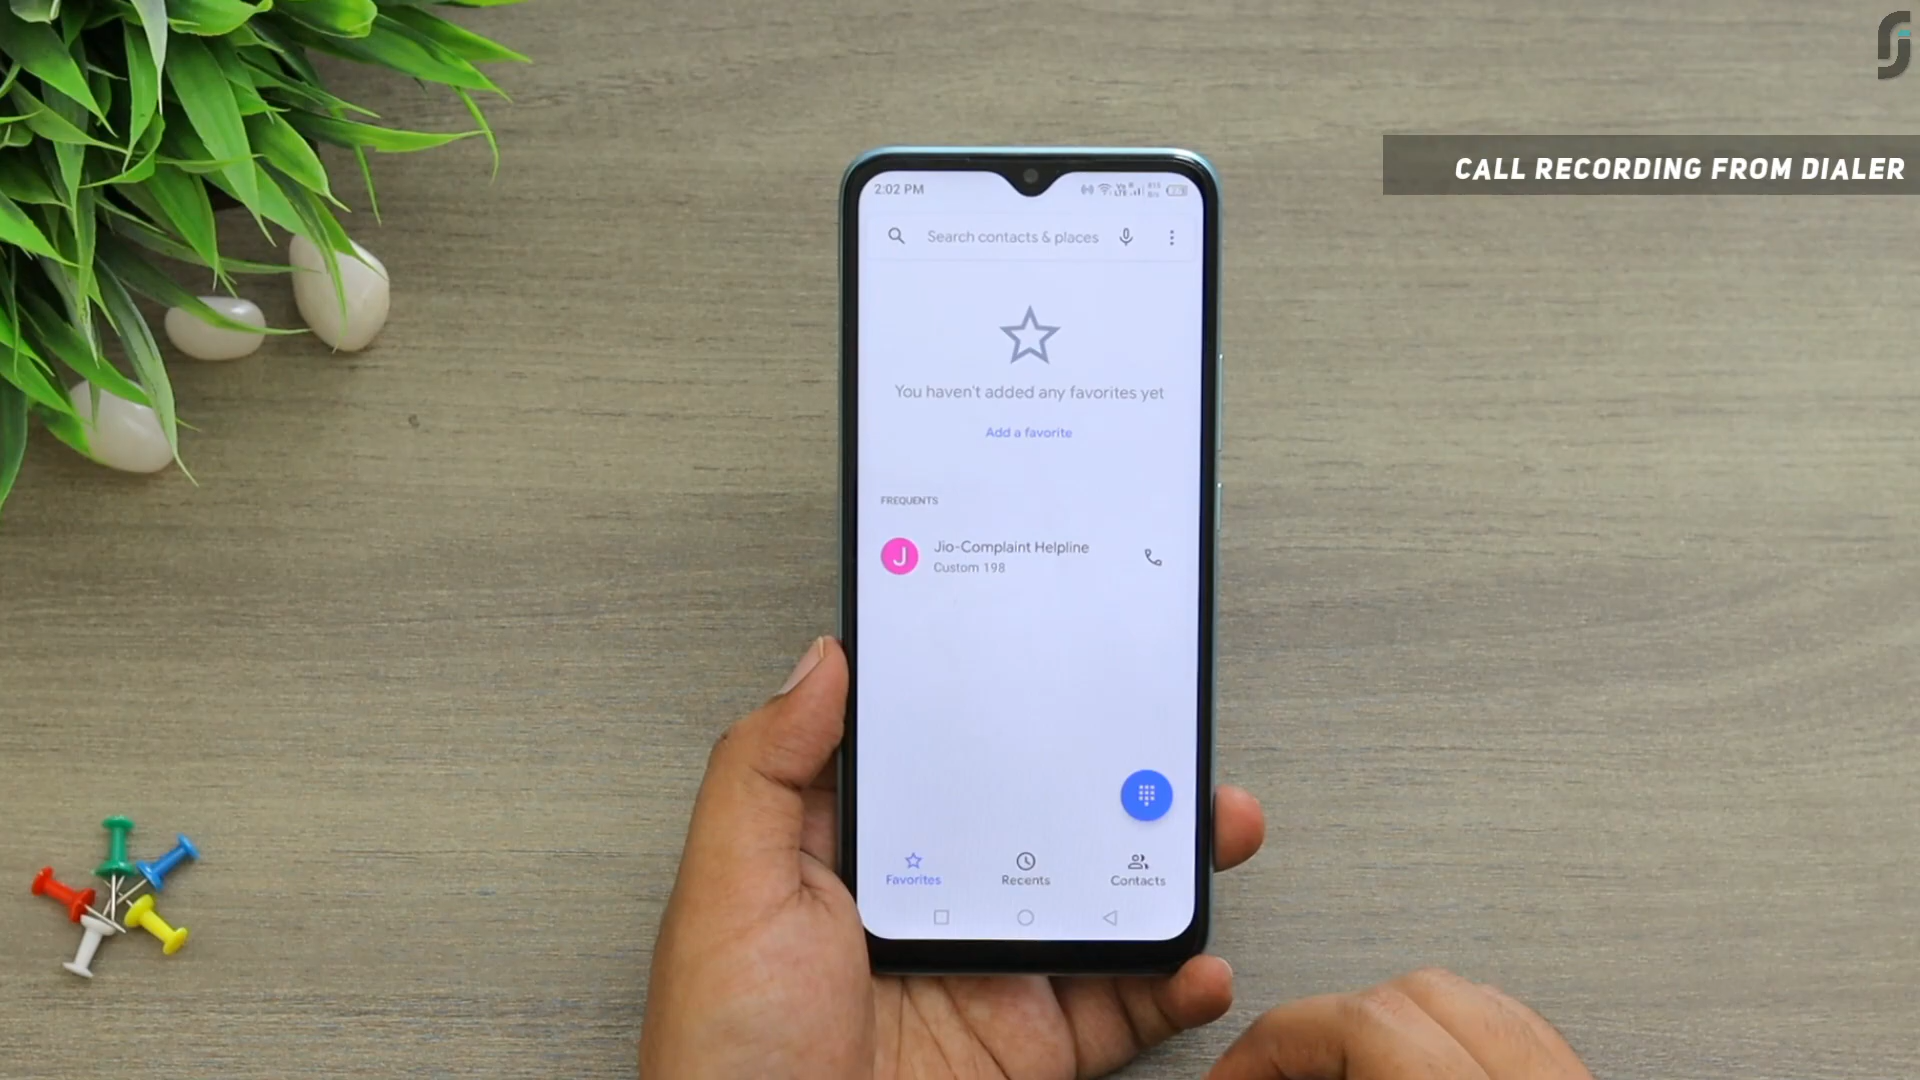 CALL RECORDING FROM DIALER
2:02 PM
Search contacts & places
You haven't added any favorites yet
Add a favorite
FREQUENTS
J
Jio-Complaint Helpline
Custom 198
Favorites
Recents
Contacts